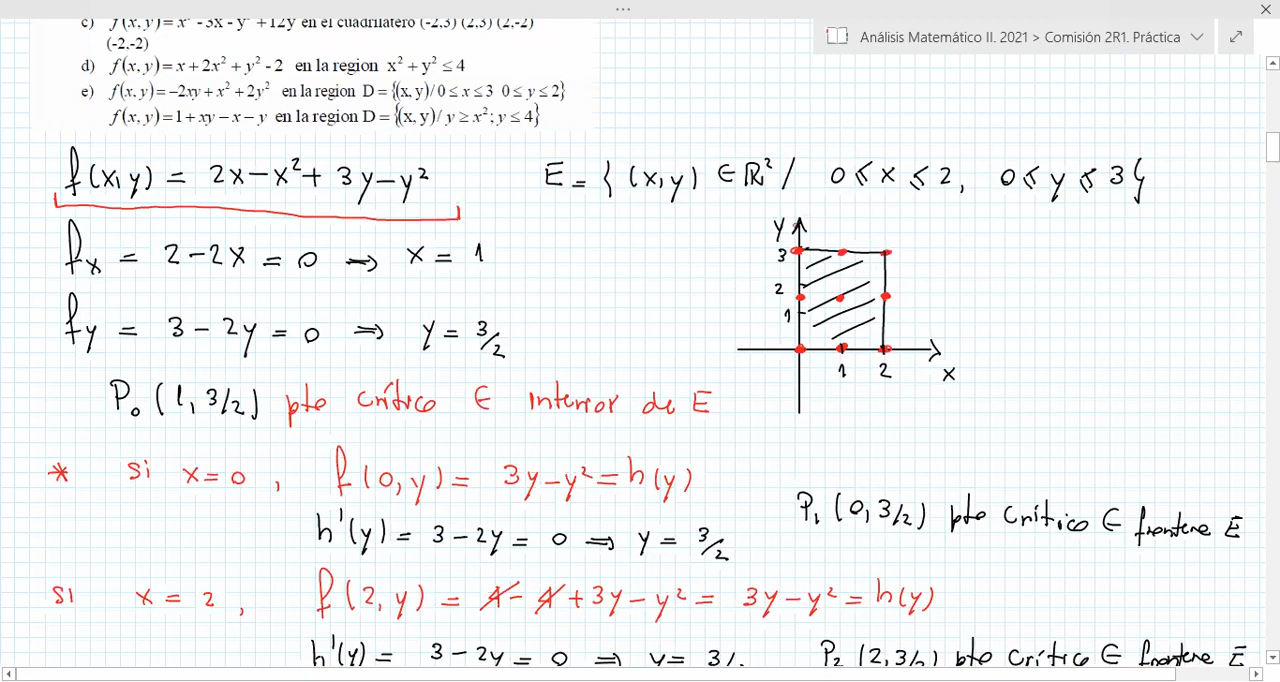 ...
Análisis Matemático II. 2021 > Comisión 2R1. Práctica
c) f(x, y)= x³ -3x - y³ +12y en el cuadrilátero (-2,3) (2,3) (2,-2)
(-2,-2)
d) f(x, y)= x+2x²+y²-2 en la region x²+y² ≤ 4
e) f(x, y)=−2xy+x²+2y² en la region D = {(x, y)/ 0 ≤ x ≤ 3 0 ≤ y ≤ 2}
f(x, y)=1+xy−x−y en la region D = {(x, y)/ y ≥ x²; y ≤ 4}
f(x,y) = 2x−x²+3y−y² E = { (x,y) ∈ ℝ² / 0 ≤ x ≤ 2, 0 ≤ y ≤ 3 }
fx = 2−2x = 0 ⇒ x = 1
fy = 3−2y = 0 ⇒ y = 3/2
y
3
2
1
1 2 x
P₀ (1, 3/2) pto crítico ∈ interior de E
* si x=0, f(0,y) = 3y−y² = h(y)
h'(y) = 3−2y = 0 ⇒ y = 3/2 P₁ (0, 3/2) pto crítico ∈ frontera E
si x = 2, f(2,y) = 4−4+3y−y² = 3y−y² = h(y)
h'(y) = 3−2y = 0 ⇒ y = 3/ P₂ (2, 3/2) pto crítico ∈ frontera E